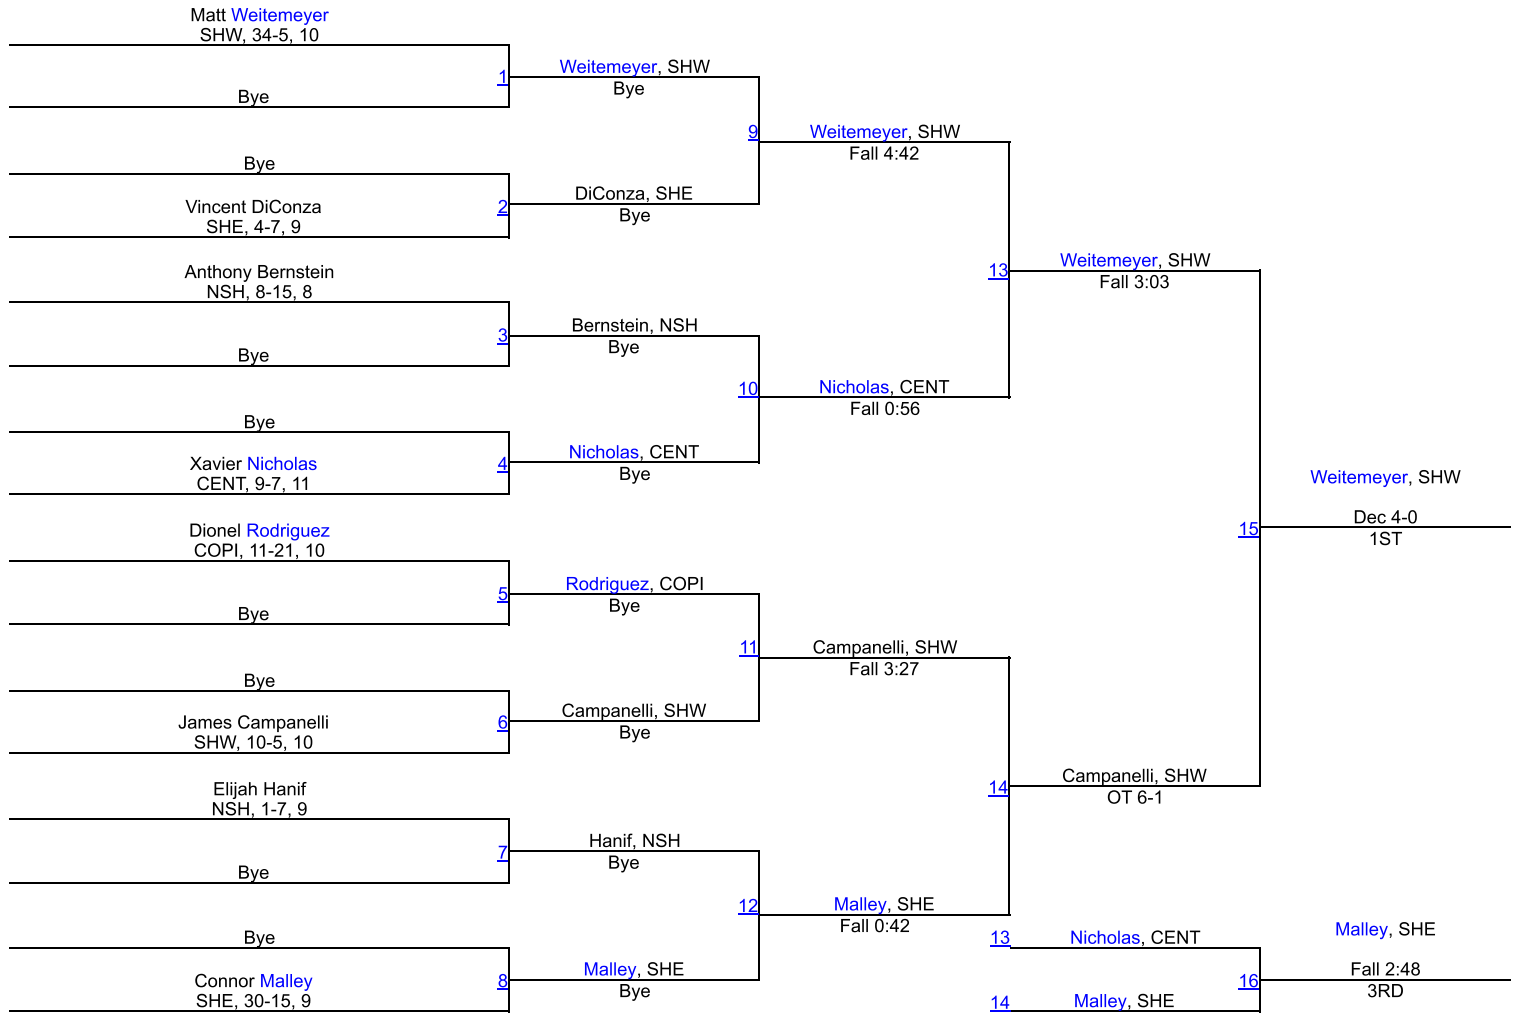 Matt Weitemeyer
SHW, 34-5, 10
1
Bye
Bye
2
Vincent DiConza
SHE, 4-7, 9
Anthony Bernstein
NSH, 8-15, 8
3
Bye
Bye
4
Xavier Nicholas
CENT, 9-7, 11
Dionel Rodriguez
COPI, 11-21, 10
5
Bye
Bye
6
James Campanelli
SHW, 10-5, 10
Elijah Hanif
NSH, 1-7, 9
7
Bye
Bye
8
Connor Malley
SHE, 30-15, 9
Weitemeyer, SHW
Bye
9
DiConza, SHE
Bye
Bernstein, NSH
Bye
10
Nicholas, CENT
Bye
Rodriguez, COPI
Bye
11
Campanelli, SHW
Bye
Hanif, NSH
Bye
12
Malley, SHE
Bye
Weitemeyer, SHW
Fall 4:42
13
Nicholas, CENT
Fall 0:56
Campanelli, SHW
Fall 3:27
14
Malley, SHE
Fall 0:42
Weitemeyer, SHW
Fall 3:03
15
Campanelli, SHW
OT 6-1
Weitemeyer, SHW
Dec 4-0
1ST
13
Nicholas, CENT
16
14
Malley, SHE
Malley, SHE
Fall 2:48
3RD